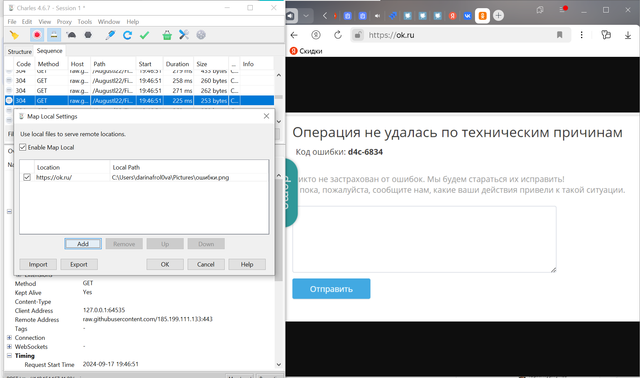 Charles 4.6.7 - Session 1 *
File Edit View Proxy Tools Window Help
Structure Sequence
Code Method Host Path Start Duration Size ... Info
304 GET raw.g... /AugustI22/Fi... 19:46:51 219 ms 435 bytes C...
304 GET raw.g... /AugustI22/Fi... 19:46:51 258 ms 260 bytes C...
304 GET raw.g... /AugustI22/Fi... 19:46:51 271 ms 262 bytes C...
304 GET raw.g... /AugustI22/Fi... 19:46:51 225 ms 253 bytes C...
Map Local Settings
Use local files to serve remote locations.
Enable Map Local
Location Local Path
https://ok.ru/ C:\Users\darinafrol0va\Pictures\ошибки.png
Add Remove Up Down
Import Export OK Cancel Help
Method GET
Kept Alive Yes
Content-Type
Client Address 127.0.0.1:64535
Remote Address raw.githubusercontent.com/185.199.111.133:443
Tags -
Connection
WebSockets -
Timing
Request Start Time 2024-09-17 19:46:51
https://ok.ru
Скидки
Операция не удалась по техническим причинам
Код ошибки: d4c-6834
икто не застрахован от ошибок. Мы будем стараться их исправить!
пока, пожалуйста, сообщите нам, какие ваши действия привели к такой ситуации.
Отправить